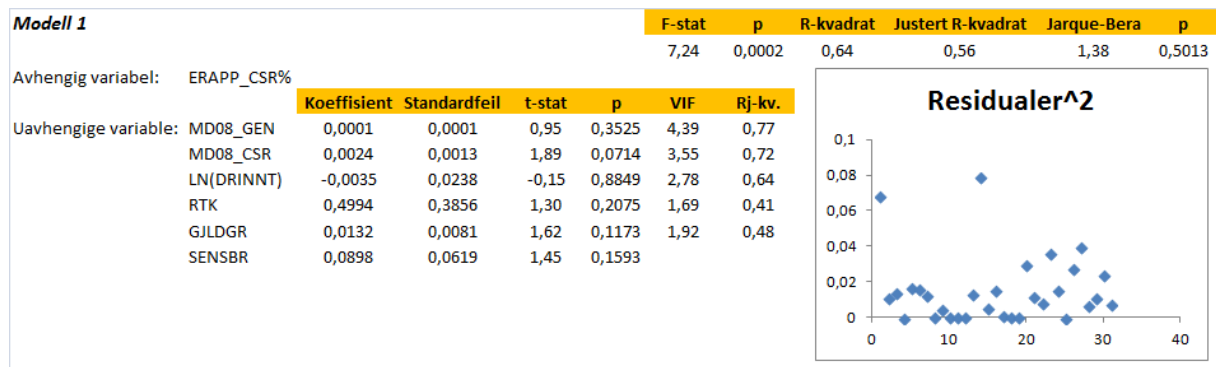 Modell 1 F-stat p R-kvadrat Justert R-kvadrat Jarque-Bera p
7,24 0,0002 0,64 0,56 1,38 0,5013
Avhengig variabel: ERAPP_CSR%
Koeffisient Standardfeil t-stat p VIF Rj-kv.
Uavhengige variable: MD08_GEN 0,0001 0,0001 0,95 0,3525 4,39 0,77
MD08_CSR 0,0024 0,0013 1,89 0,0714 3,55 0,72
LN(DRINNT) -0,0035 0,0238 -0,15 0,8849 2,78 0,64
RTK 0,4994 0,3856 1,30 0,2075 1,69 0,41
GJLDGR 0,0132 0,0081 1,62 0,1173 1,92 0,48
SENSBR 0,0898 0,0619 1,45 0,1593
Residualer^2
0,1
0,08
0,06
0,04
0,02
0
0 10 20 30 40